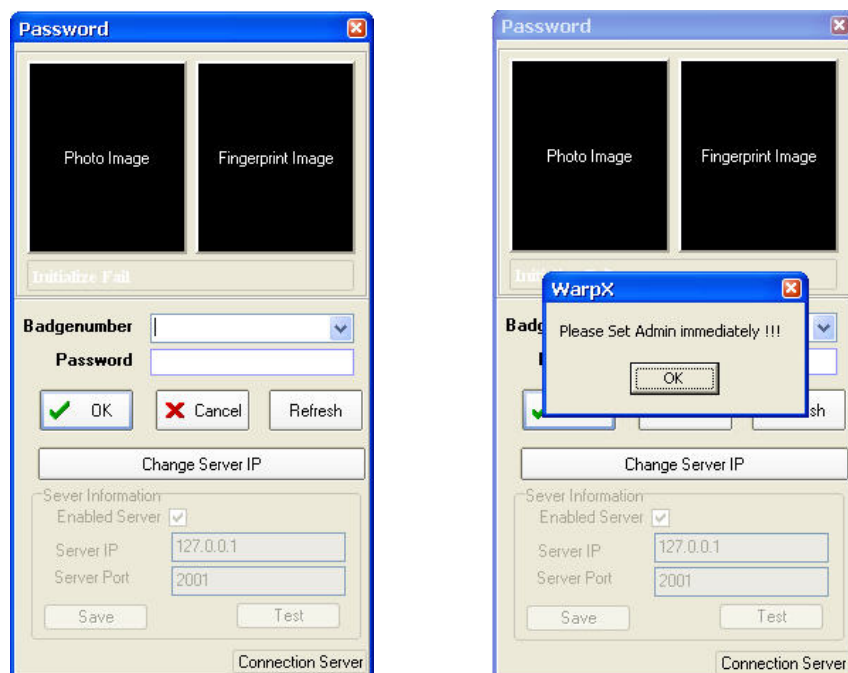 Password
Photo Image
Fingerprint Image
Initialize Fail
Badgenumber
Password
OK
Cancel
Refresh
Change Server IP
Sever Information
Enabled Server
Server IP
127.0.0.1
Server Port
2001
Save
Test
Connection Server
Password
Photo Image
Fingerprint Image
WarpX
Please Set Admin immediately !!!
OK
Badg
sh
Change Server IP
Sever Information
Enabled Server
Server IP
127.0.0.1
Server Port
2001
Save
Test
Connection Server